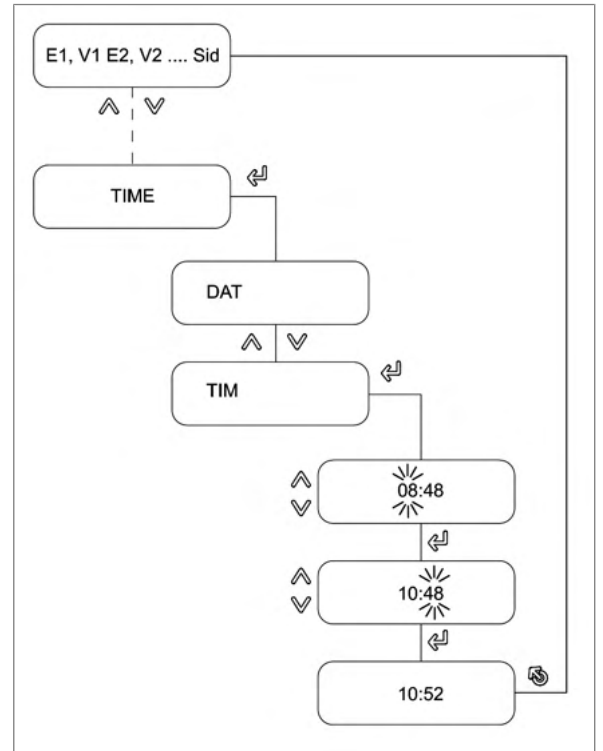 E1, V1 E2, V2 .... Sid
TIME
DAT
TIM
08:48
10:48
10:52